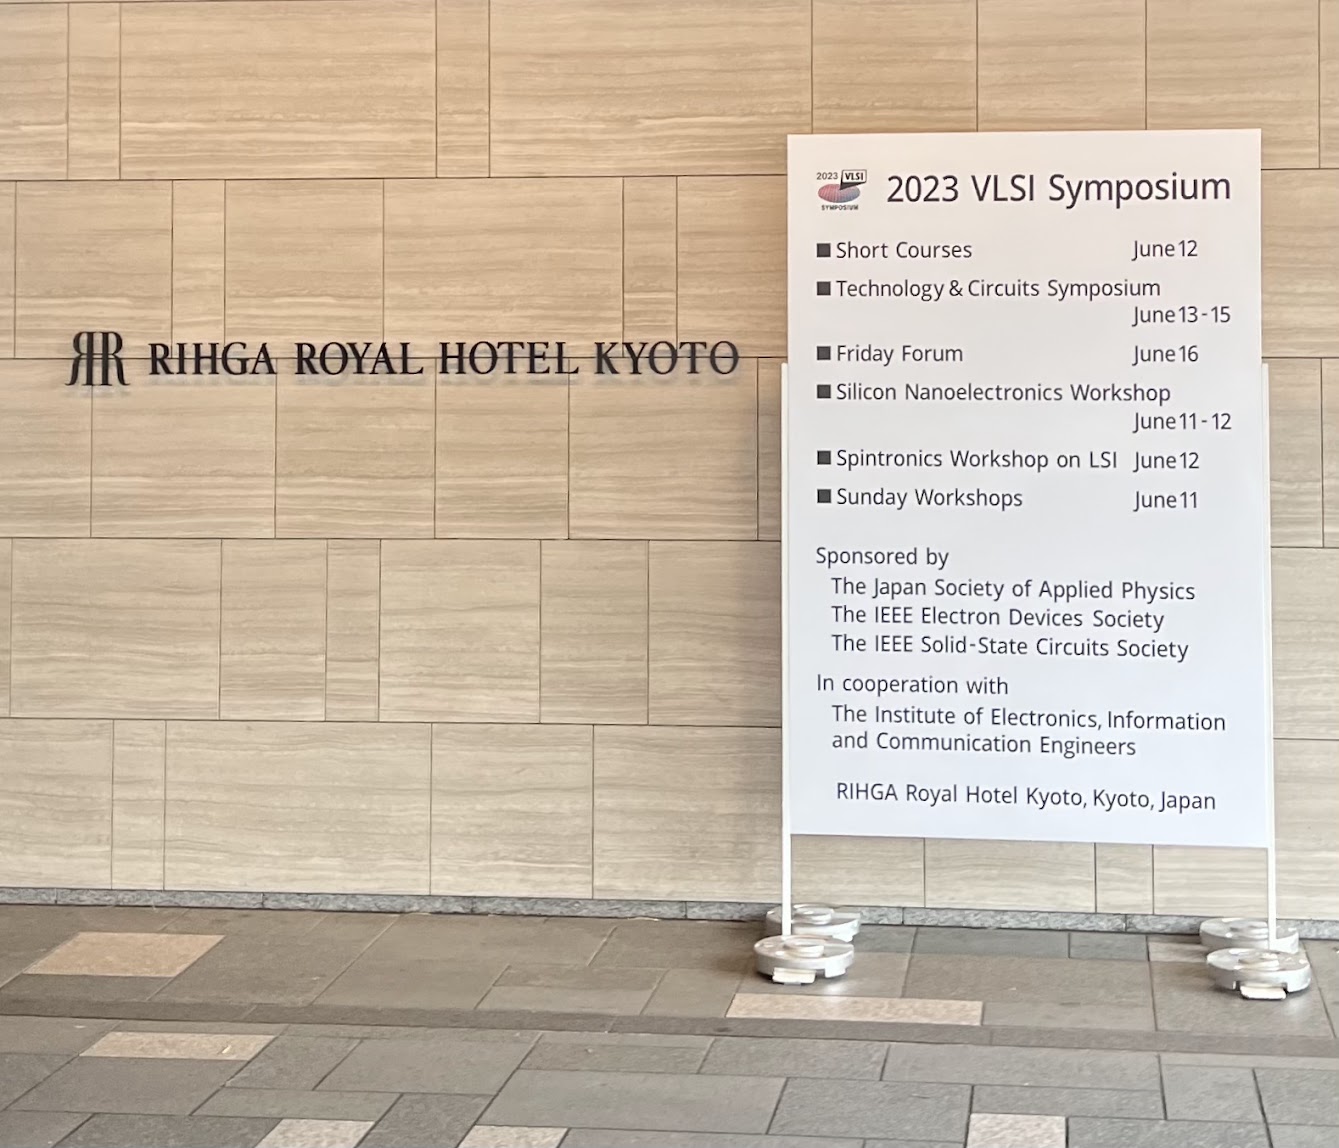 RIHGA ROYAL HOTEL KYOTO
2023 VLSI
SYMPOSIUM
2023 VLSI Symposium
■ Short Courses June 12
■ Technology & Circuits Symposium
June 13-15
■ Friday Forum June 16
■ Silicon Nanoelectronics Workshop
June 11-12
■ Spintronics Workshop on LSI June 12
■ Sunday Workshops June 11
Sponsored by
The Japan Society of Applied Physics
The IEEE Electron Devices Society
The IEEE Solid-State Circuits Society
In cooperation with
The Institute of Electronics, Information
and Communication Engineers
RIHGA Royal Hotel Kyoto, Kyoto, Japan